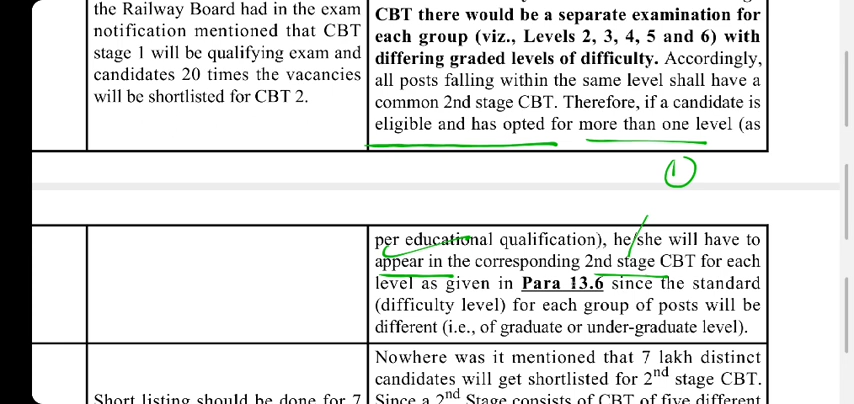 the Railway Board had in the exam
notification mentioned that CBT
stage 1 will be qualifying exam and
candidates 20 times the vacancies
will be shortlisted for CBT 2.
CBT there would be a separate examination for
each group (viz., Levels 2, 3, 4, 5 and 6) with
differing graded levels of difficulty. Accordingly,
all posts falling within the same level shall have a
common 2nd stage CBT. Therefore, if a candidate is
eligible and has opted for more than one level (as
1
per educational qualification), he/she will have to
appear in the corresponding 2nd stage CBT for each
level as given in Para 13.6 since the standard
(difficulty level) for each group of posts will be
different (i.e., of graduate or under-graduate level).
Short listing should be done for 7
Nowhere was it mentioned that 7 lakh distinct
candidates will get shortlisted for 2nd stage CBT.
Since a 2nd Stage consists of CBT of five different